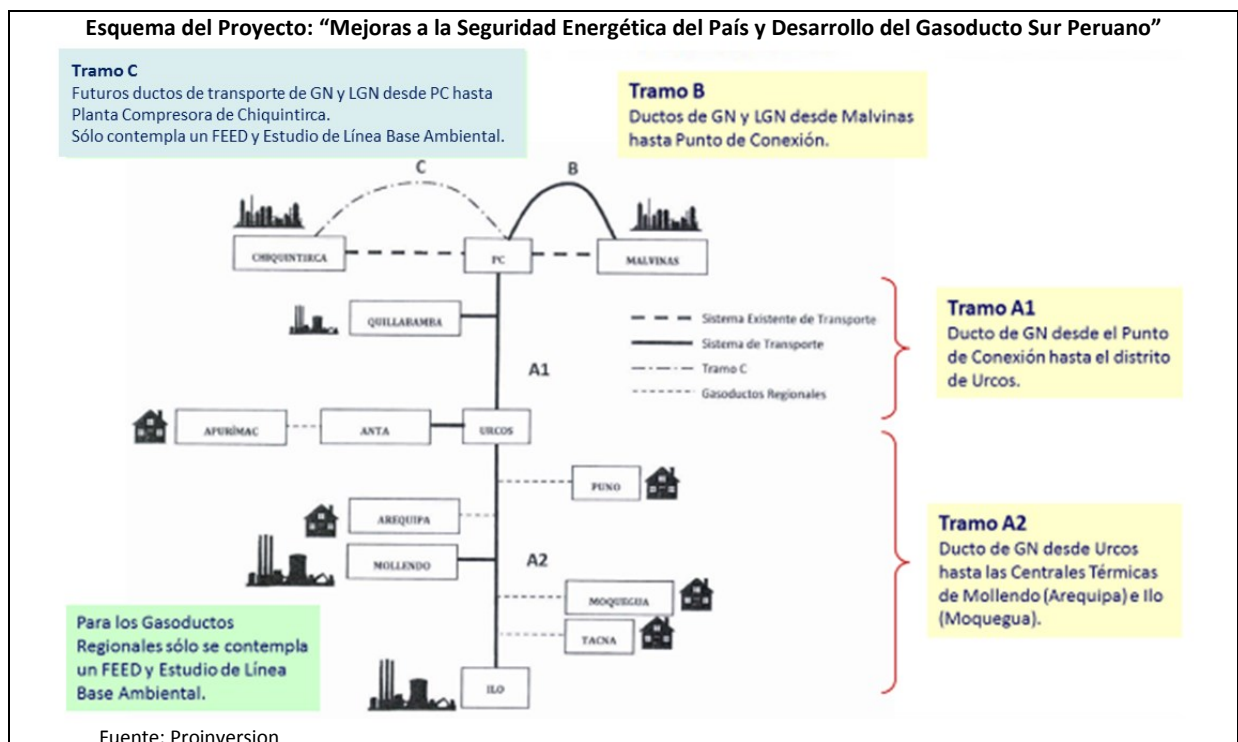 Esquema del Proyecto: “Mejoras a la Seguridad Energética del País y Desarrollo del Gasoducto Sur Peruano”
Tramo C
Futuros ductos de transporte de GN y LGN desde PC hasta
Planta Compresora de Chiquintirca.
Sólo contempla un FEED y Estudio de Línea Base Ambiental.
Tramo B
Ductos de GN y LGN desde Malvinas
hasta Punto de Conexión.
C
B
CHIQUINTIRCA
PC
MALVINAS
QUILLABAMBA
A1
Sistema Existente de Transporte
Sistema de Transporte
Tramo C
Gasoductos Regionales
Tramo A1
Ducto de GN desde el Punto
de Conexión hasta el distrito
de Urcos.
APURÍMAC
ANTA
URCOS
PUNO
AREQUIPA
MOLLENDO
A2
MOQUEGUA
TACNA
ILO
Tramo A2
Ducto de GN desde Urcos
hasta las Centrales Térmicas
de Mollendo (Arequipa) e Ilo
(Moquegua).
Para los Gasoductos
Regionales sólo se contempla
un FEED y Estudio de Línea
Base Ambiental.
Fuente: Proinversion